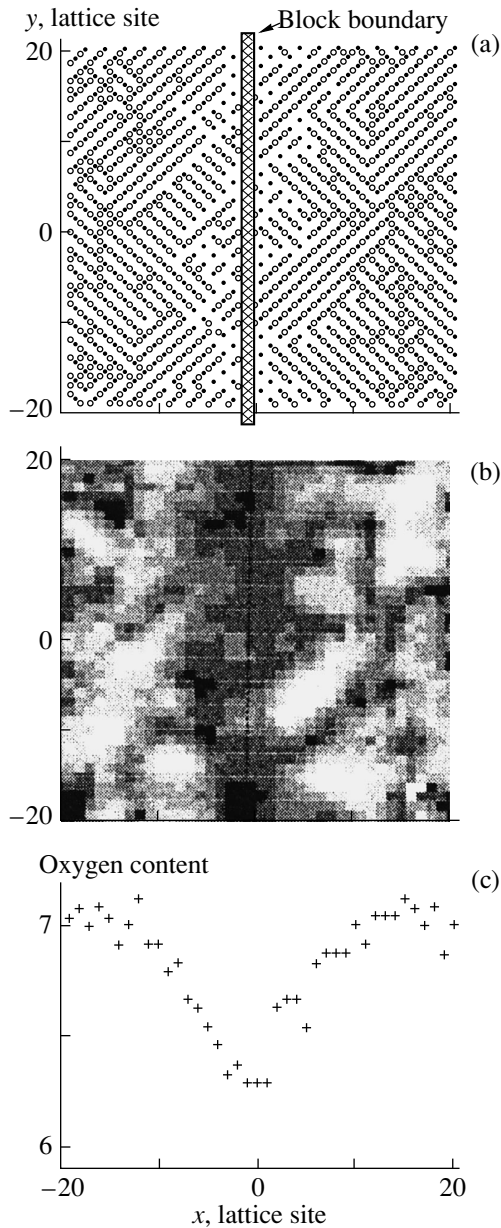 y, lattice site
Block boundary
(a)
20
0
−20
(b)
20
0
−20
Oxygen content
(c)
7
6
−20
0
20
x, lattice site